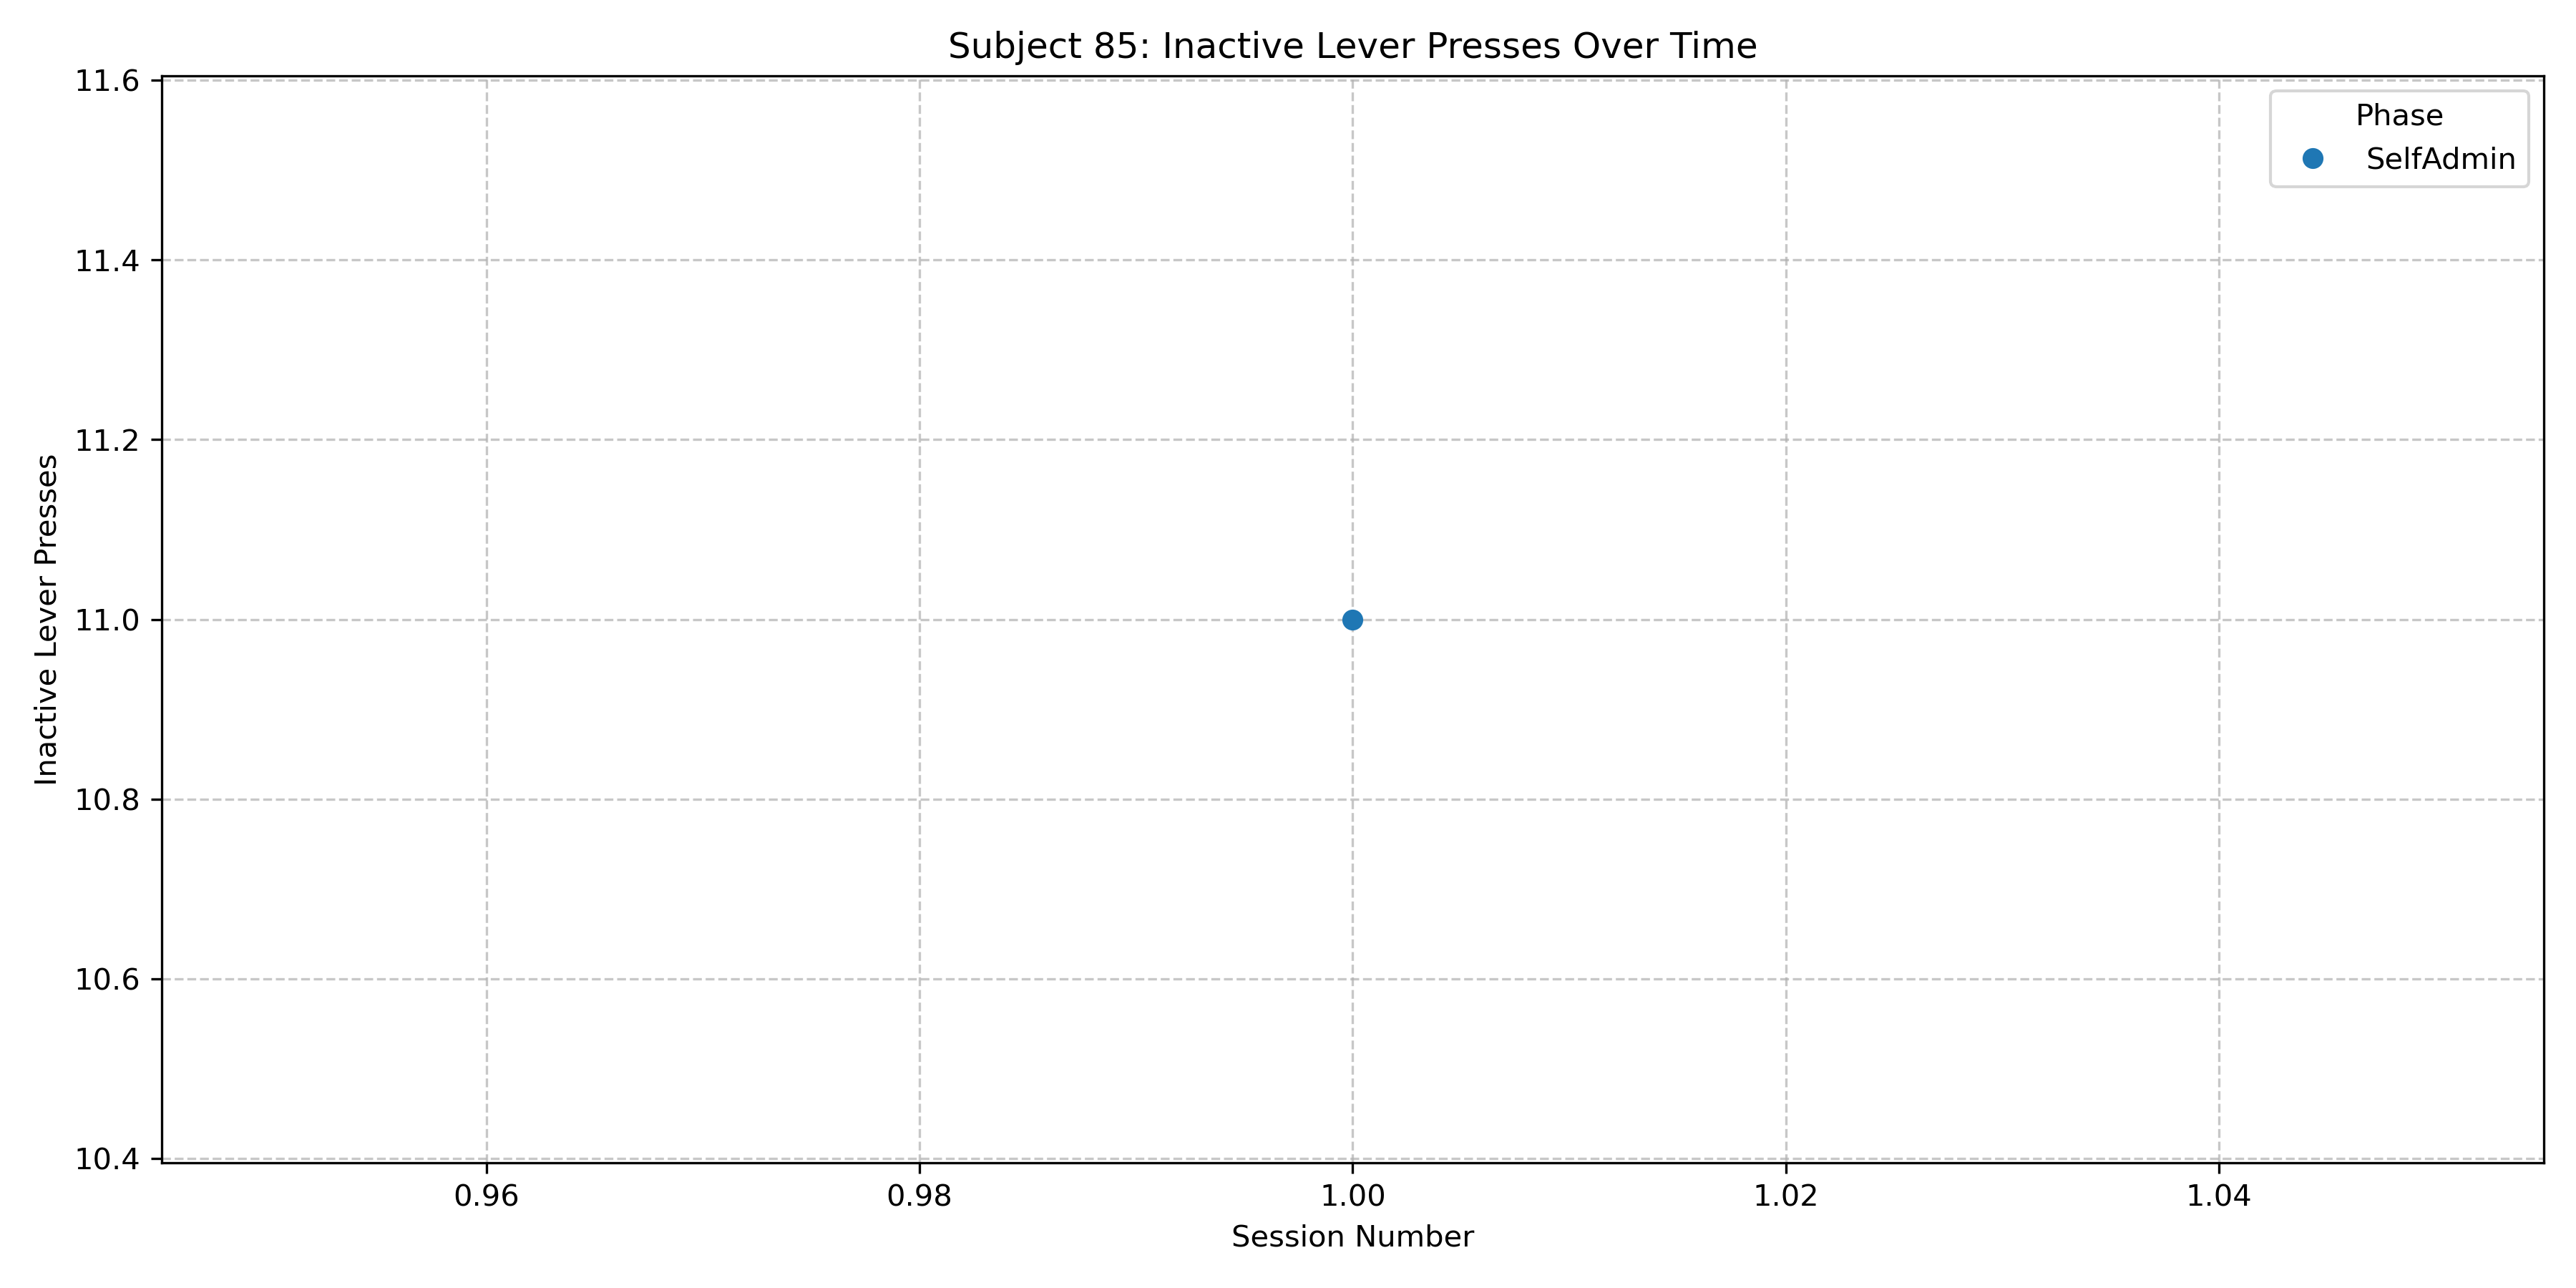 Subject 85: Inactive Lever Presses Over Time
Phase
SelfAdmin
Inactive Lever Presses
11.6
11.4
11.2
11.0
10.8
10.6
10.4
0.96 0.98 1.00 1.02 1.04
Session Number